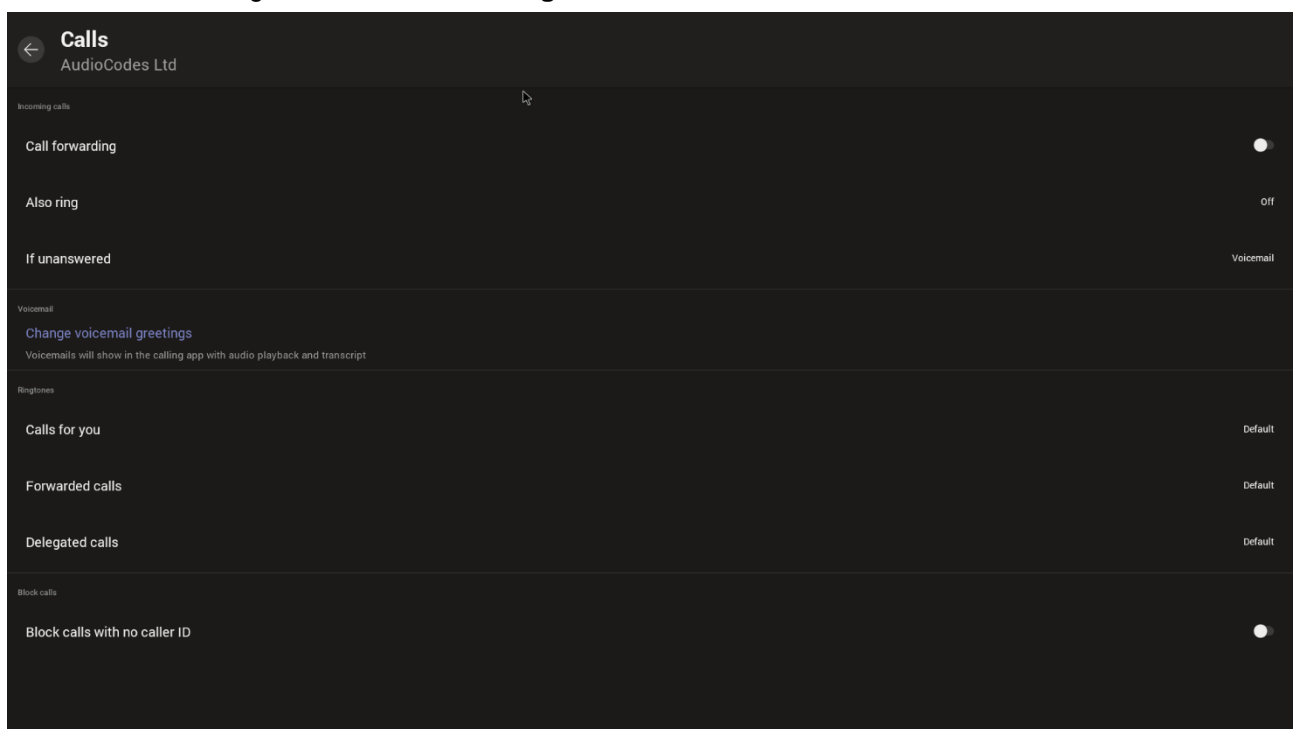 Calls
AudioCodes Ltd
Incoming calls
Call forwarding
Also ring
Off
If unanswered
Voicemail
Voicemail
Change voicemail greetings
Voicemails will show in the calling app with audio playback and transcript
Ringtones
Calls for you
Default
Forwarded calls
Default
Delegated calls
Default
Block calls
Block calls with no caller ID